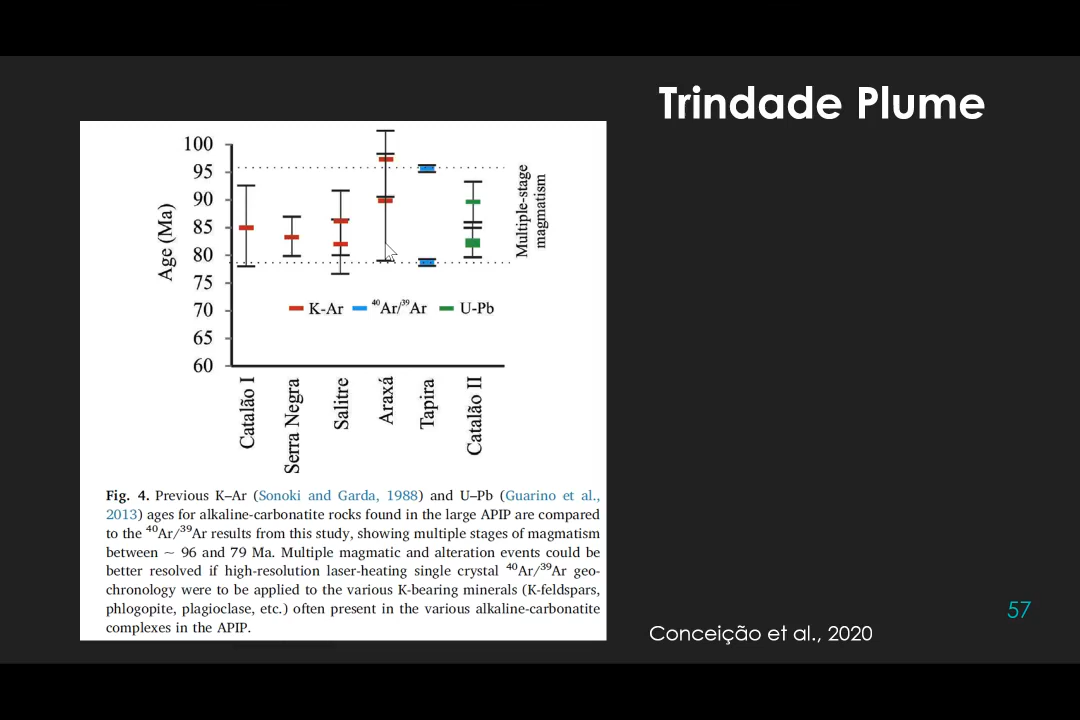 Trindade Plume
100
95
90
85
80
75
70
65
60
Age (Ma)
Multiple-stage
magmatism
K-Ar
⁴⁰Ar/³⁹Ar
U-Pb
Catalão I
Serra Negra
Salitre
Araxá
Tapira
Catalão II
Fig. 4. Previous K–Ar (Sonoki and Garda, 1988) and U–Pb (Guarino et al.,
2013) ages for alkaline-carbonatite rocks found in the large APIP are compared
to the ⁴⁰Ar/³⁹Ar results from this study, showing multiple stages of magmatism
between ~ 96 and 79 Ma. Multiple magmatic and alteration events could be
better resolved if high-resolution laser-heating single crystal ⁴⁰Ar/³⁹Ar geo-
chronology were to be applied to the various K-bearing minerals (K-feldspars,
phlogopite, plagioclase, etc.) often present in the various alkaline-carbonatite
complexes in the APIP.
57
Conceição et al., 2020